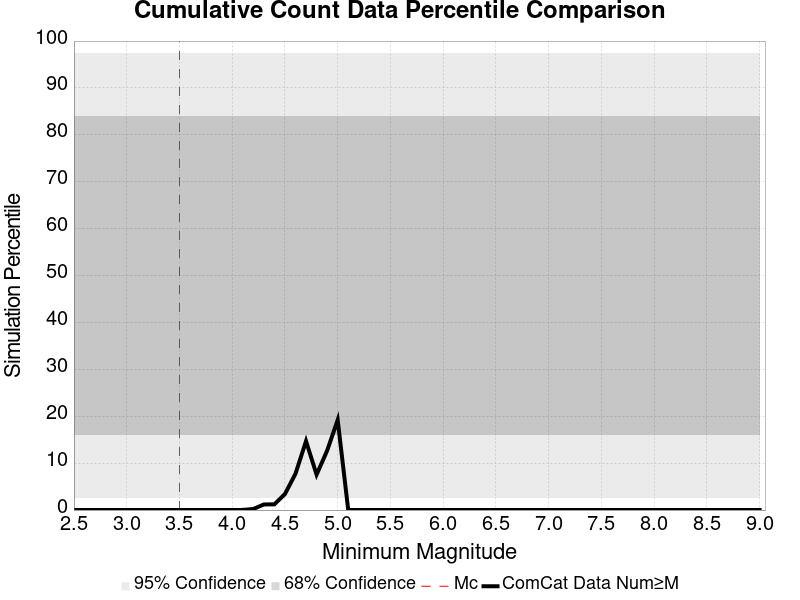 Cumulative Count Data Percentile Comparison
100
90
80
70
60
50
40
30
20
10
0
Simulation Percentile
2.5 3.0 3.5 4.0 4.5 5.0 5.5 6.0 6.5 7.0 7.5 8.0 8.5 9.0
Minimum Magnitude
95% Confidence 68% Confidence Mc ComCat Data Num≥M